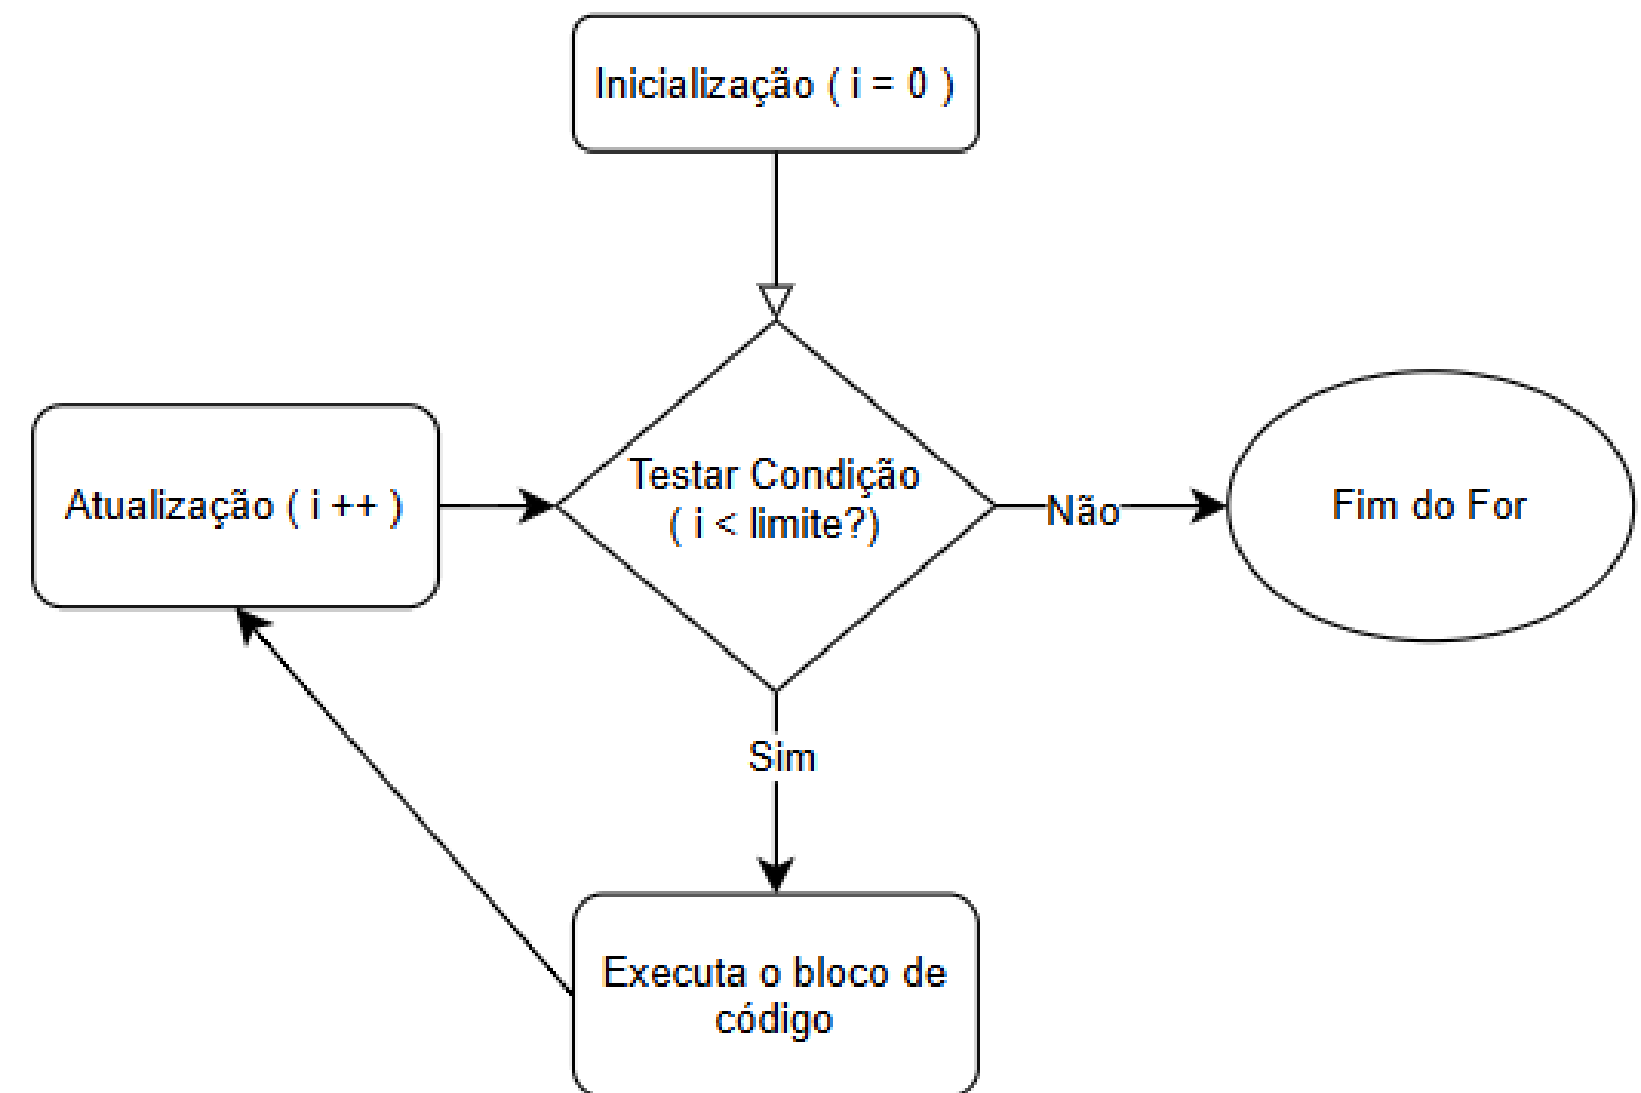 Inicialização ( i = 0 )
Atualização ( i ++ )
Testar Condição
( i < limite?)
Não
Fim do For
Sim
Executa o bloco de
código